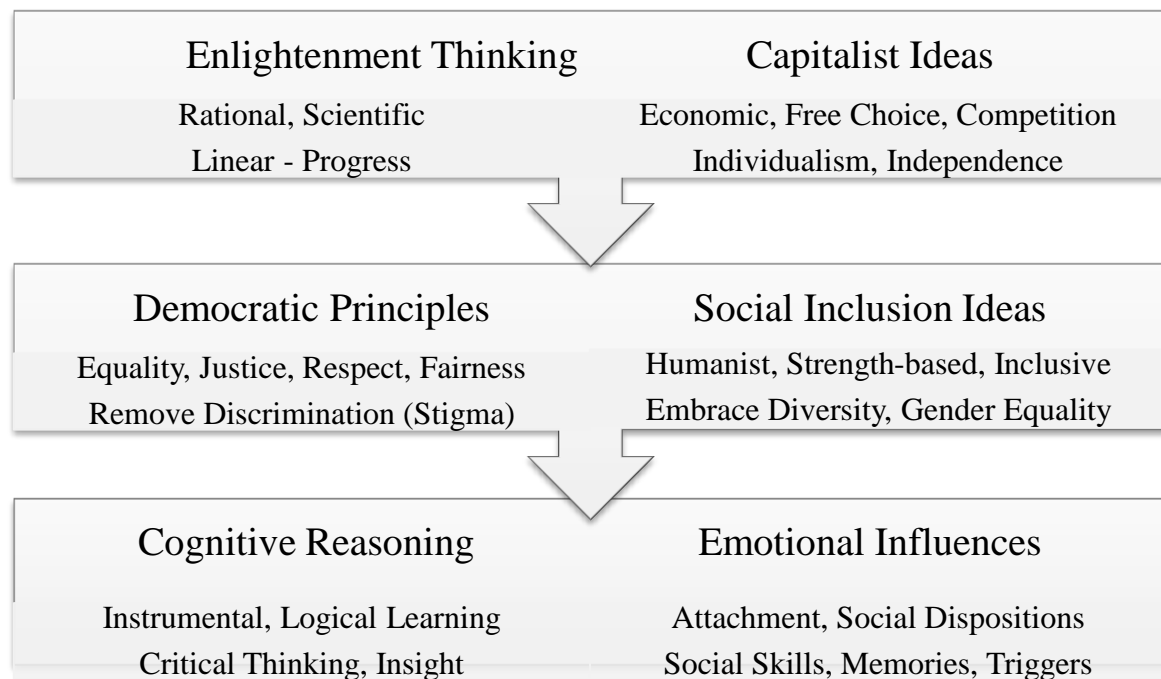 Enlightenment Thinking
Rational, Scientific
Linear - Progress
Capitalist Ideas
Economic, Free Choice, Competition
Individualism, Independence
Democratic Principles
Equality, Justice, Respect, Fairness
Remove Discrimination (Stigma)
Social Inclusion Ideas
Humanist, Strength-based, Inclusive
Embrace Diversity, Gender Equality
Cognitive Reasoning
Instrumental, Logical Learning
Critical Thinking, Insight
Emotional Influences
Attachment, Social Dispositions
Social Skills, Memories, Triggers